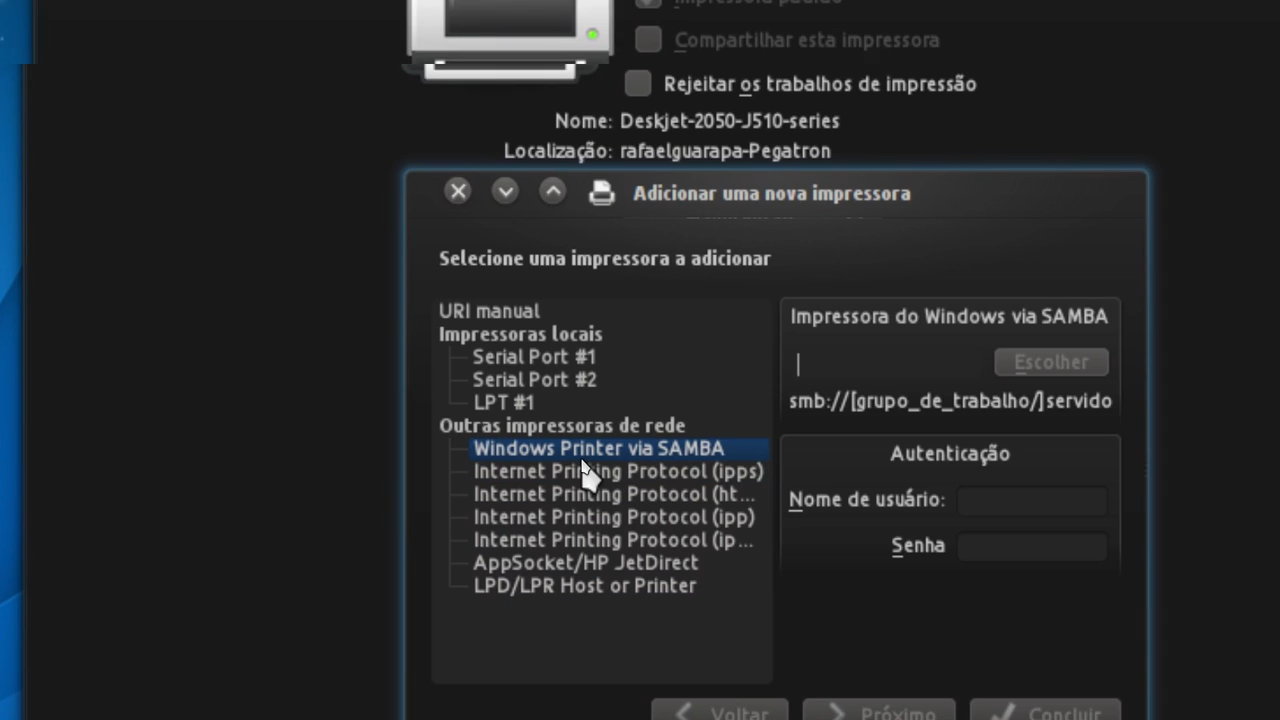 Impressora padrão
Compartilhar esta impressora
Rejeitar os trabalhos de impressão
Nome: Deskjet-2050-J510-series
Localização: rafaelguarapa-Pegatron
Adicionar uma nova impressora
Selecione uma impressora a adicionar
URI manual
Impressoras locais
Serial Port #1
Serial Port #2
LPT #1
Outras impressoras de rede
Windows Printer via SAMBA
Internet Printing Protocol (ipps)
Internet Printing Protocol (ht...
Internet Printing Protocol (ipp)
Internet Printing Protocol (ip...
AppSocket/HP JetDirect
LPD/LPR Host or Printer
Impressora do Windows via SAMBA
Escolher
smb://[grupo_de_trabalho/]servido
Autenticação
Nome de usuário:
Senha
Voltar
Próximo
Concluir